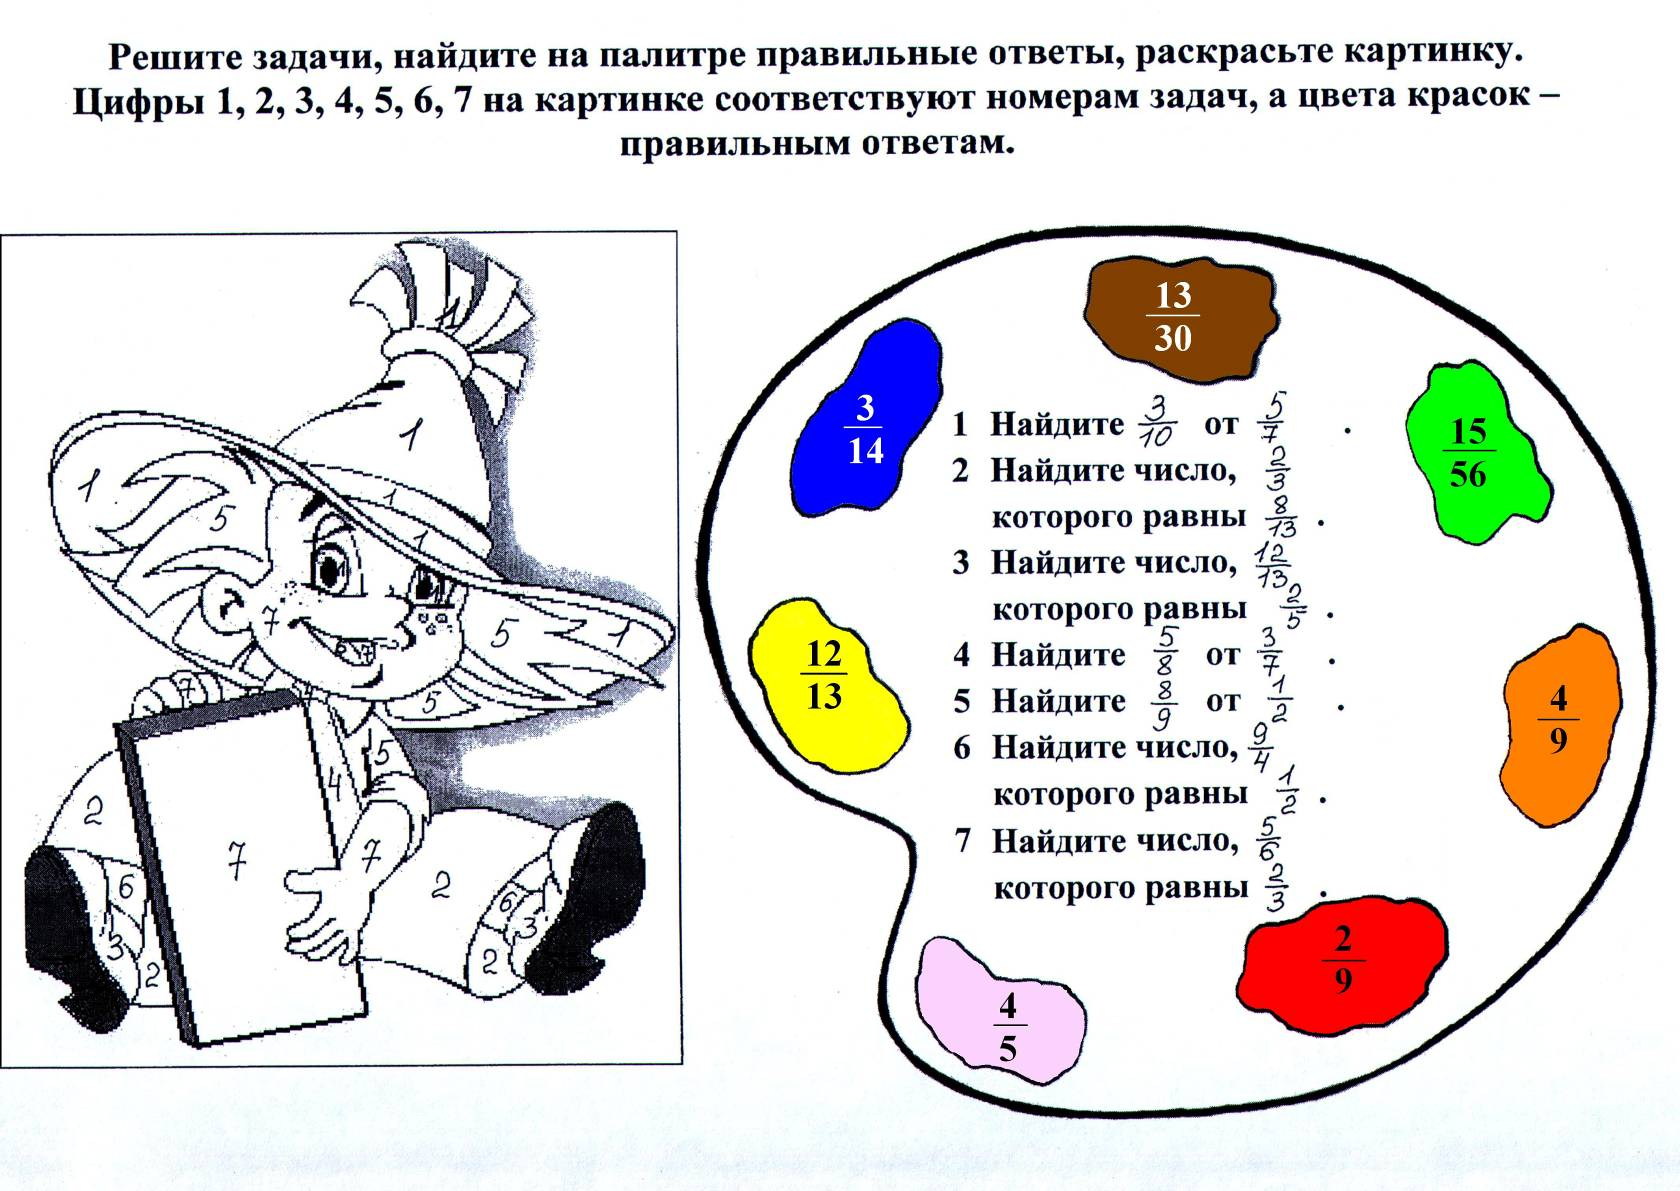 Решите задачи, найдите на палитре правильные ответы, раскрасьте картинку.
Цифры 1, 2, 3, 4, 5, 6, 7 на картинке соответствуют номерам задач, а цвета красок –
правильным ответам.
1
1
1
1
1
5
1
1
7
5
1
7
7
5
4
5
4
2
7
7
2
6
6
3
3
2
2
13/30
3/14
15/56
12/13
4/9
4/5
2/9
1 Найдите 3/10 от 5/7 .
2 Найдите число, 2/3
которого равны 8/13 .
3 Найдите число, 12/13
которого равны 2/5 .
4 Найдите 5/8 от 3/7 .
5 Найдите 8/9 от 1/2 .
6 Найдите число, 9/4
которого равны 1/2 .
7 Найдите число, 5/6
которого равны 2/3 .